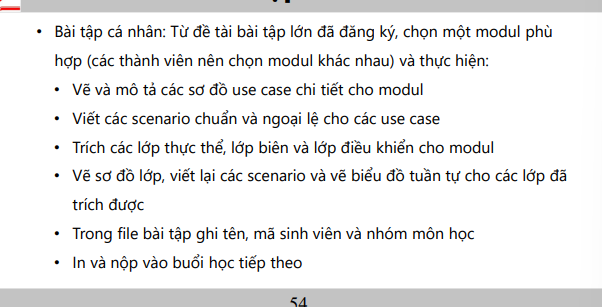 • Bài tập cá nhân: Từ đề tài bài tập lớn đã đăng ký, chọn một modul phù
hợp (các thành viên nên chọn modul khác nhau) và thực hiện:
• Vẽ và mô tả các sơ đồ use case chi tiết cho modul
• Viết các scenario chuẩn và ngoại lệ cho các use case
• Trích các lớp thực thể, lớp biên và lớp điều khiển cho modul
• Vẽ sơ đồ lớp, viết lại các scenario và vẽ biểu đồ tuần tự cho các lớp đã
trích được
• Trong file bài tập ghi tên, mã sinh viên và nhóm môn học
• In và nộp vào buổi học tiếp theo
54